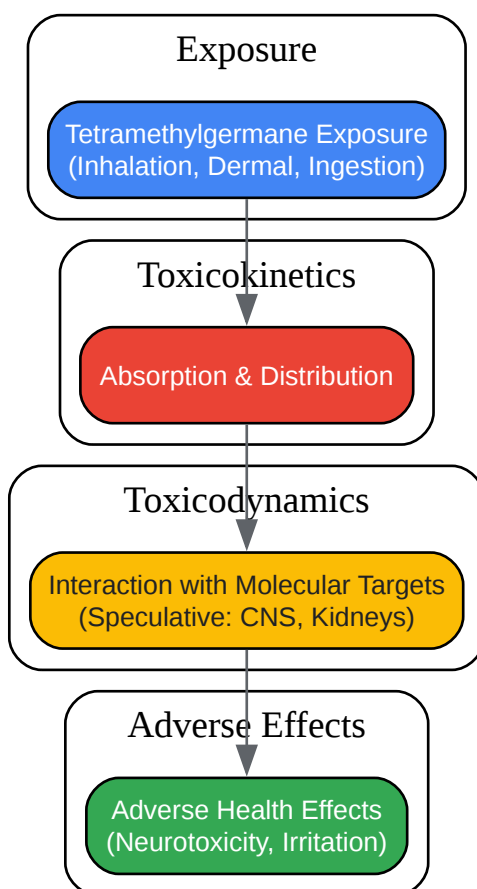 Exposure
Tetramethylgermane Exposure
(Inhalation, Dermal, Ingestion)
Toxicokinetics
Absorption & Distribution
Toxicodynamics
Interaction with Molecular Targets
(Speculative: CNS, Kidneys)
Adverse Effects
Adverse Health Effects
(Neurotoxicity, Irritation)